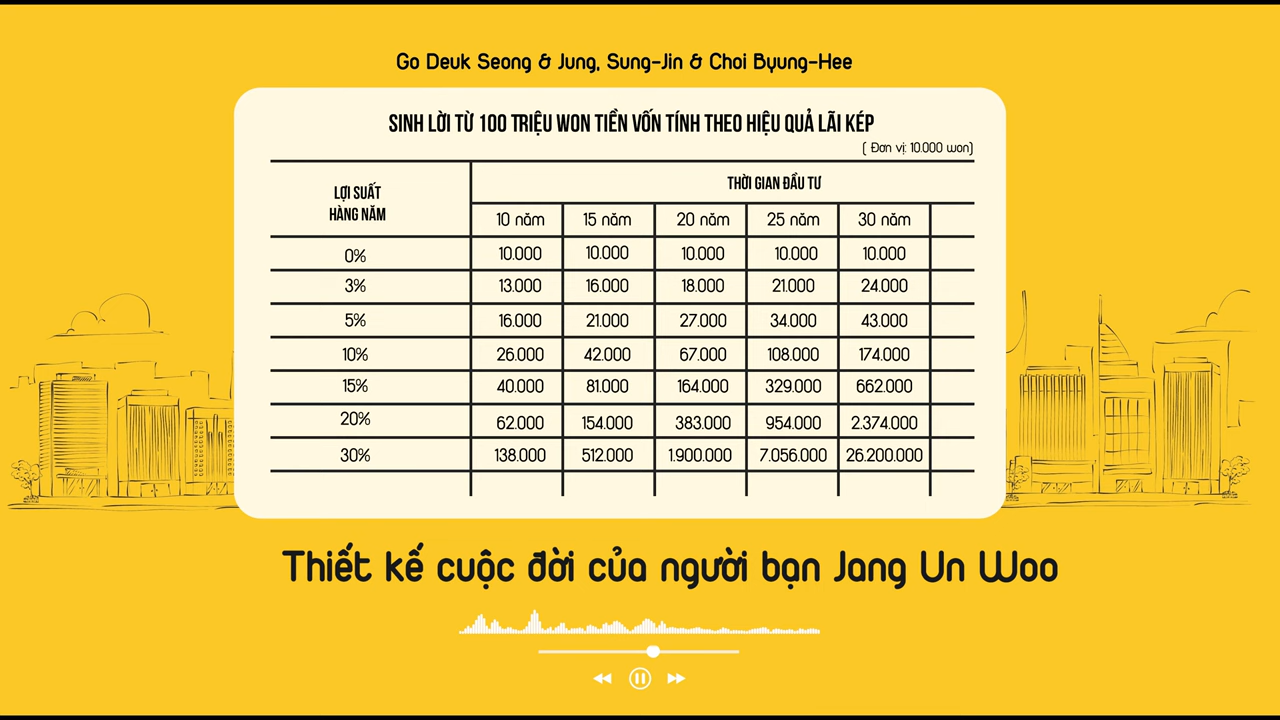 Go Deuk Seong & Jung, Sung-Jin & Choi Byung-Hee
SINH LỜI TỪ 100 TRIỆU WON TIỀN VỐN TÍNH THEO HIỆU QUẢ LÃI KÉP
( Đơn vị: 10.000 won)
LỢI SUẤT
HÀNG NĂM
THỜI GIAN ĐẦU TƯ
10 năm 15 năm 20 năm 25 năm 30 năm
0% 10.000 10.000 10.000 10.000 10.000
3% 13.000 16.000 18.000 21.000 24.000
5% 16.000 21.000 27.000 34.000 43.000
10% 26.000 42.000 67.000 108.000 174.000
15% 40.000 81.000 164.000 329.000 662.000
20% 62.000 154.000 383.000 954.000 2.374.000
30% 138.000 512.000 1.900.000 7.056.000 26.200.000
Thiết kế cuộc đời của người bạn Jang Un Woo